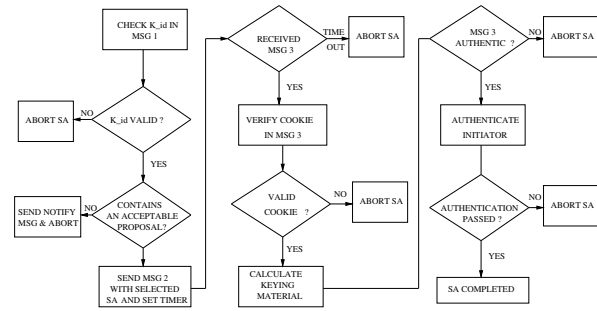 CHECK K_id IN
MSG 1
K_id VALID ?
NO
ABORT SA
YES
CONTAINS
AN ACCEPTABLE
PROPOSAL?
NO
SEND NOTIFY
MSG & ABORT
YES
SEND MSG 2
WITH SELECTED
SA AND SET TIMER
RECEIVED
MSG 3
TIME
OUT
ABORT SA
YES
VERIFY COOKIE
IN MSG 3
VALID
COOKIE ?
NO
ABORT SA
YES
CALCULATE
KEYING
MATERIAL
MSG 3
AUTHENTIC ?
NO
ABORT SA
YES
AUTHENTICATE
INITIATOR
AUTHENTICATION
PASSED ?
NO
ABORT SA
YES
SA COMPLETED